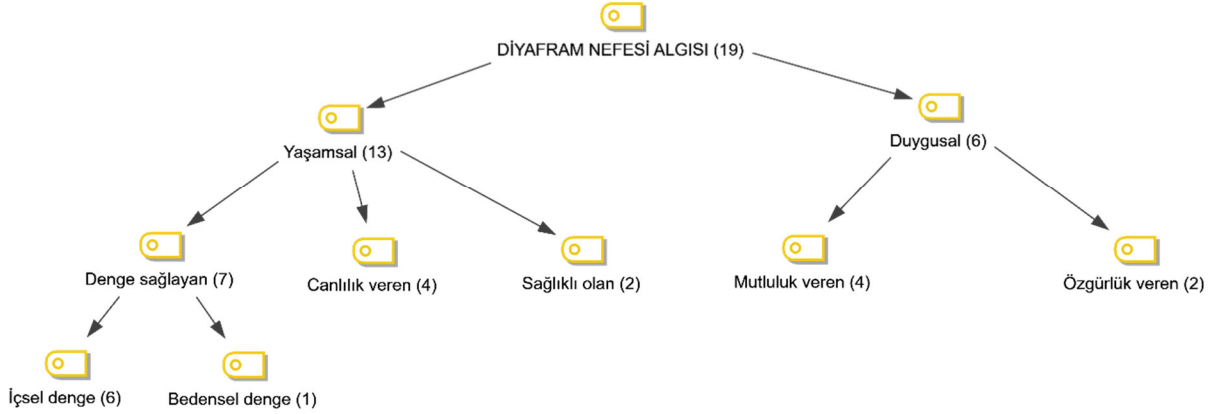 DİYAFRAM NEFESİ ALGISI (19)
Yaşamsal (13)
Duygusal (6)
Denge sağlayan (7)
Canlılık veren (4)
Sağlıklı olan (2)
Mutluluk veren (4)
Özgürlük veren (2)
İçsel denge (6)
Bedensel denge (1)